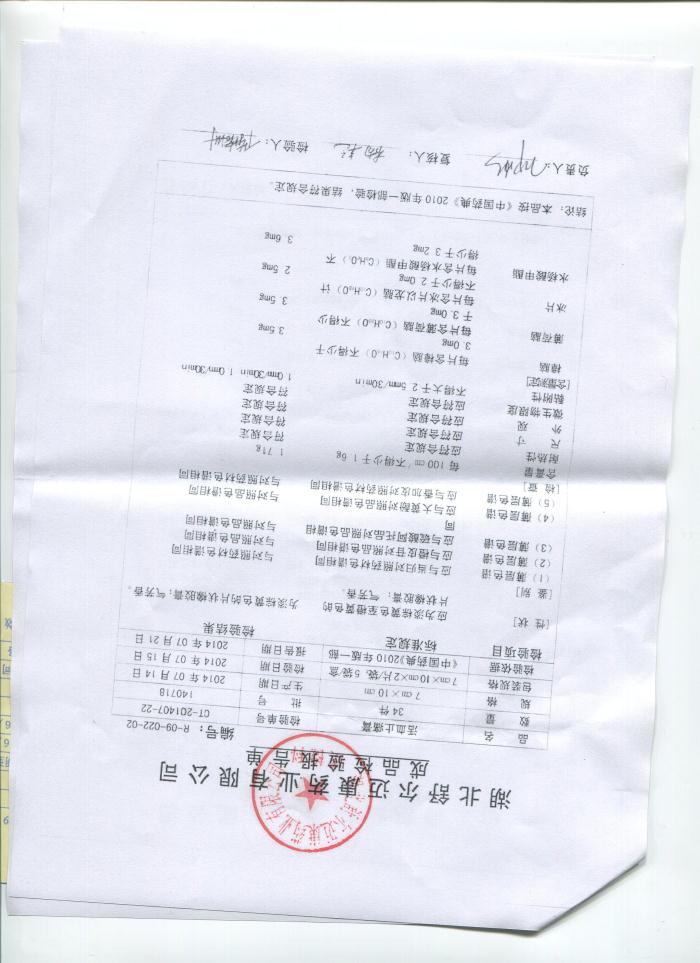 湖北舒尔迈康药业有限公司
成品检验报告单
编号：R-09-022-02
品 名 活血止痛膏 检验单号 CT-201407-22
数 量 34件 批 号 140718
规 格 7cm×10cm 生产日期 2014年07月14日
包装规格 7cm×10cm×2片/袋，5袋/盒 检验日期 2014年07月15日
检验依据 《中国药典》2010年版一部 报告日期 2014年07月21日
检验项目 标准规定 检验结果
[性状] 应为淡棕黄色至橙黄色的 为淡棕黄色的片状橡胶膏；气芳香。
片状橡胶膏；气芳香。
[鉴别]
（1）薄层色谱 应与当归对照药材色谱相同 与对照药材色谱相同
（2）薄层色谱 应与橙皮苷对照品色谱相同 与对照品色谱相同
（3）薄层色谱 应与硫酸阿托品对照品色谱相同 与对照品色谱相同
（4）薄层色谱 应与大黄酚对照品色谱相同 与对照品色谱相同
（5）薄层色谱 应与香加皮对照药材色谱相同 与对照药材色谱相同
[检 查]
含膏量 每100cm²不得少于1.6g 1.71g
耐热性 应符合规定 符合规定
尺 寸 应符合规定 符合规定
外 观 应符合规定 符合规定
微生物限度 应符合规定 符合规定
黏附性 不得大于2.5mm/30min 1.0mm/30min 1.0mm/30min
[含量测定]
樟脑 每片含樟脑（C₁₀H₁₆O）不得少于 3.5mg
3.0mg
薄荷脑 每片含薄荷脑（C₁₀H₂₀O）不得少 3.5mg
于3.0mg
冰片 每片含冰片以龙脑（C₁₀H₁₈O）计 2.5mg
不得少于2.0mg
水杨酸甲酯 每片含水杨酸甲酯（C₈H₈O₃）不 3.6mg
得少于3.2mg
结论：本品按《中国药典》2010年版一部检验，结果符合规定。
负责人： 复核人： 检验人：